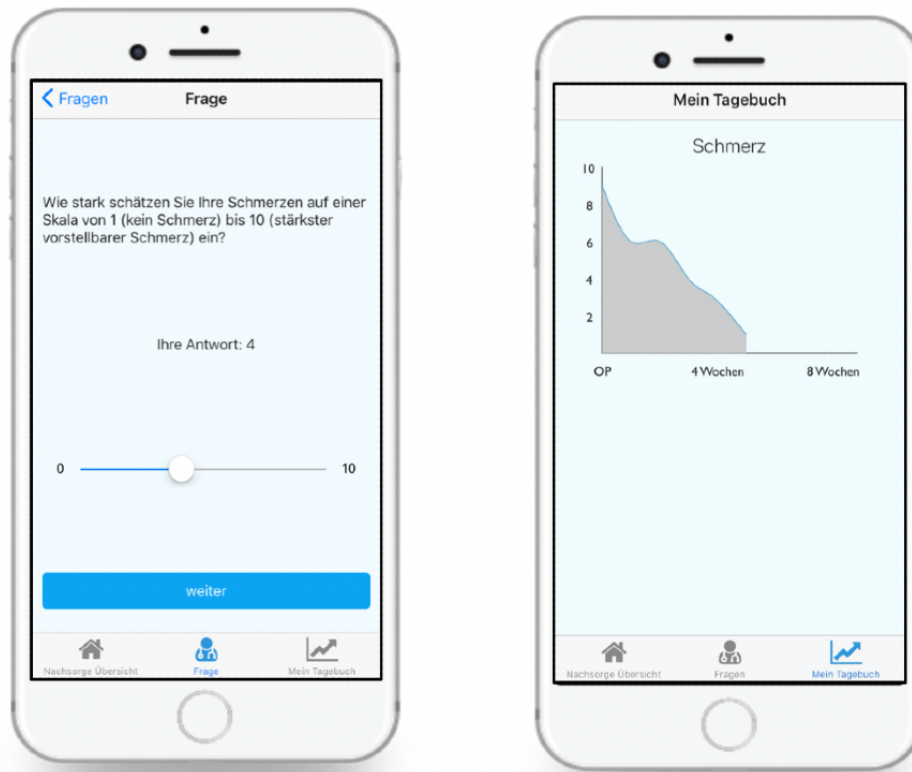 Fragen
Frage
Wie stark schätzen Sie Ihre Schmerzen auf einer
Skala von 1 (kein Schmerz) bis 10 (stärkster
vorstellbarer Schmerz) ein?
Ihre Antwort: 4
0
10
weiter
Nachsorge Übersicht
Frage
Mein Tagebuch
Mein Tagebuch
Schmerz
10
8
6
4
2
OP
4 Wochen
8 Wochen
Nachsorge Übersicht
Fragen
Mein Tagebuch